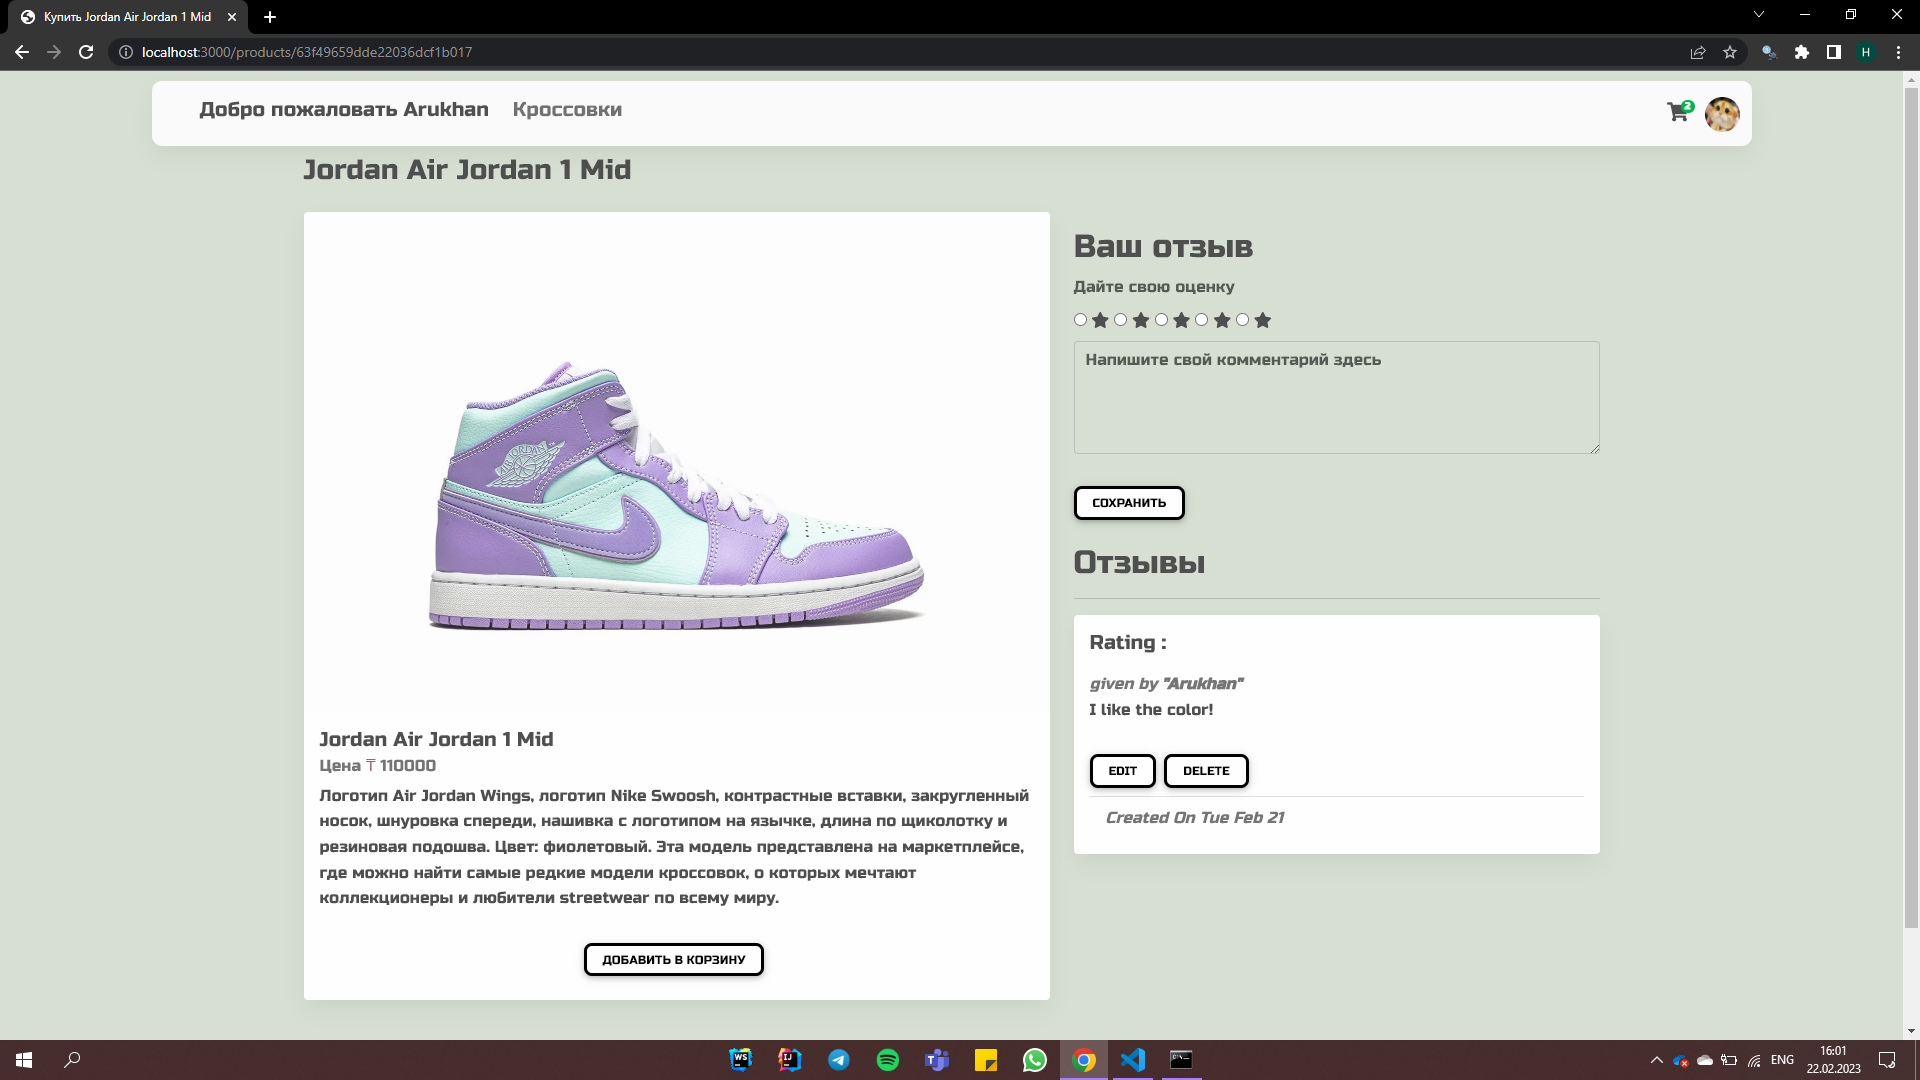 Купить Jordan Air Jordan 1 Mid
localhost:3000/products/63f49659dde22036dcf1b017
H
Добро пожаловать Arukhan
Кроссовки
2
Jordan Air Jordan 1 Mid
AIR JORDAN
Jordan Air Jordan 1 Mid
Цена ₸ 110000
Логотип Air Jordan Wings, логотип Nike Swoosh, контрастные вставки, закругленный
носок, шнуровка спереди, нашивка с логотипом на язычке, длина по щиколотку и
резиновая подошва. Цвет: фиолетовый. Эта модель представлена на маркетплейсе,
где можно найти самые редкие модели кроссовок, о которых мечтают
коллекционеры и любители streetwear по всему миру.
ДОБАВИТЬ В КОРЗИНУ
Ваш отзыв
Дайте свою оценку
Напишите свой комментарий здесь
СОХРАНИТЬ
Отзывы
Rating :
given by "Arukhan"
I like the color!
EDIT
DELETE
Created On Tue Feb 21
WS
IJ
ENG
16:01
22.02.2023